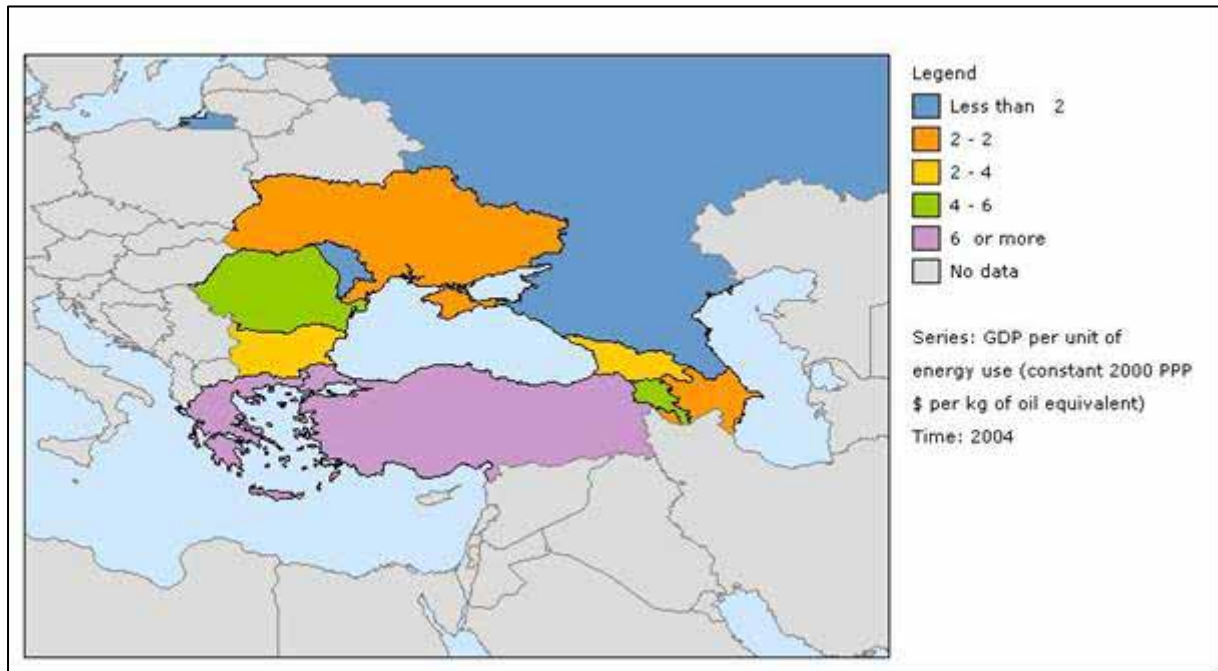 Legend
Less than 2
2 - 2
2 - 4
4 - 6
6 or more
No data
Series: GDP per unit of
energy use (constant 2000 PPP
$ per kg of oil equivalent)
Time: 2004